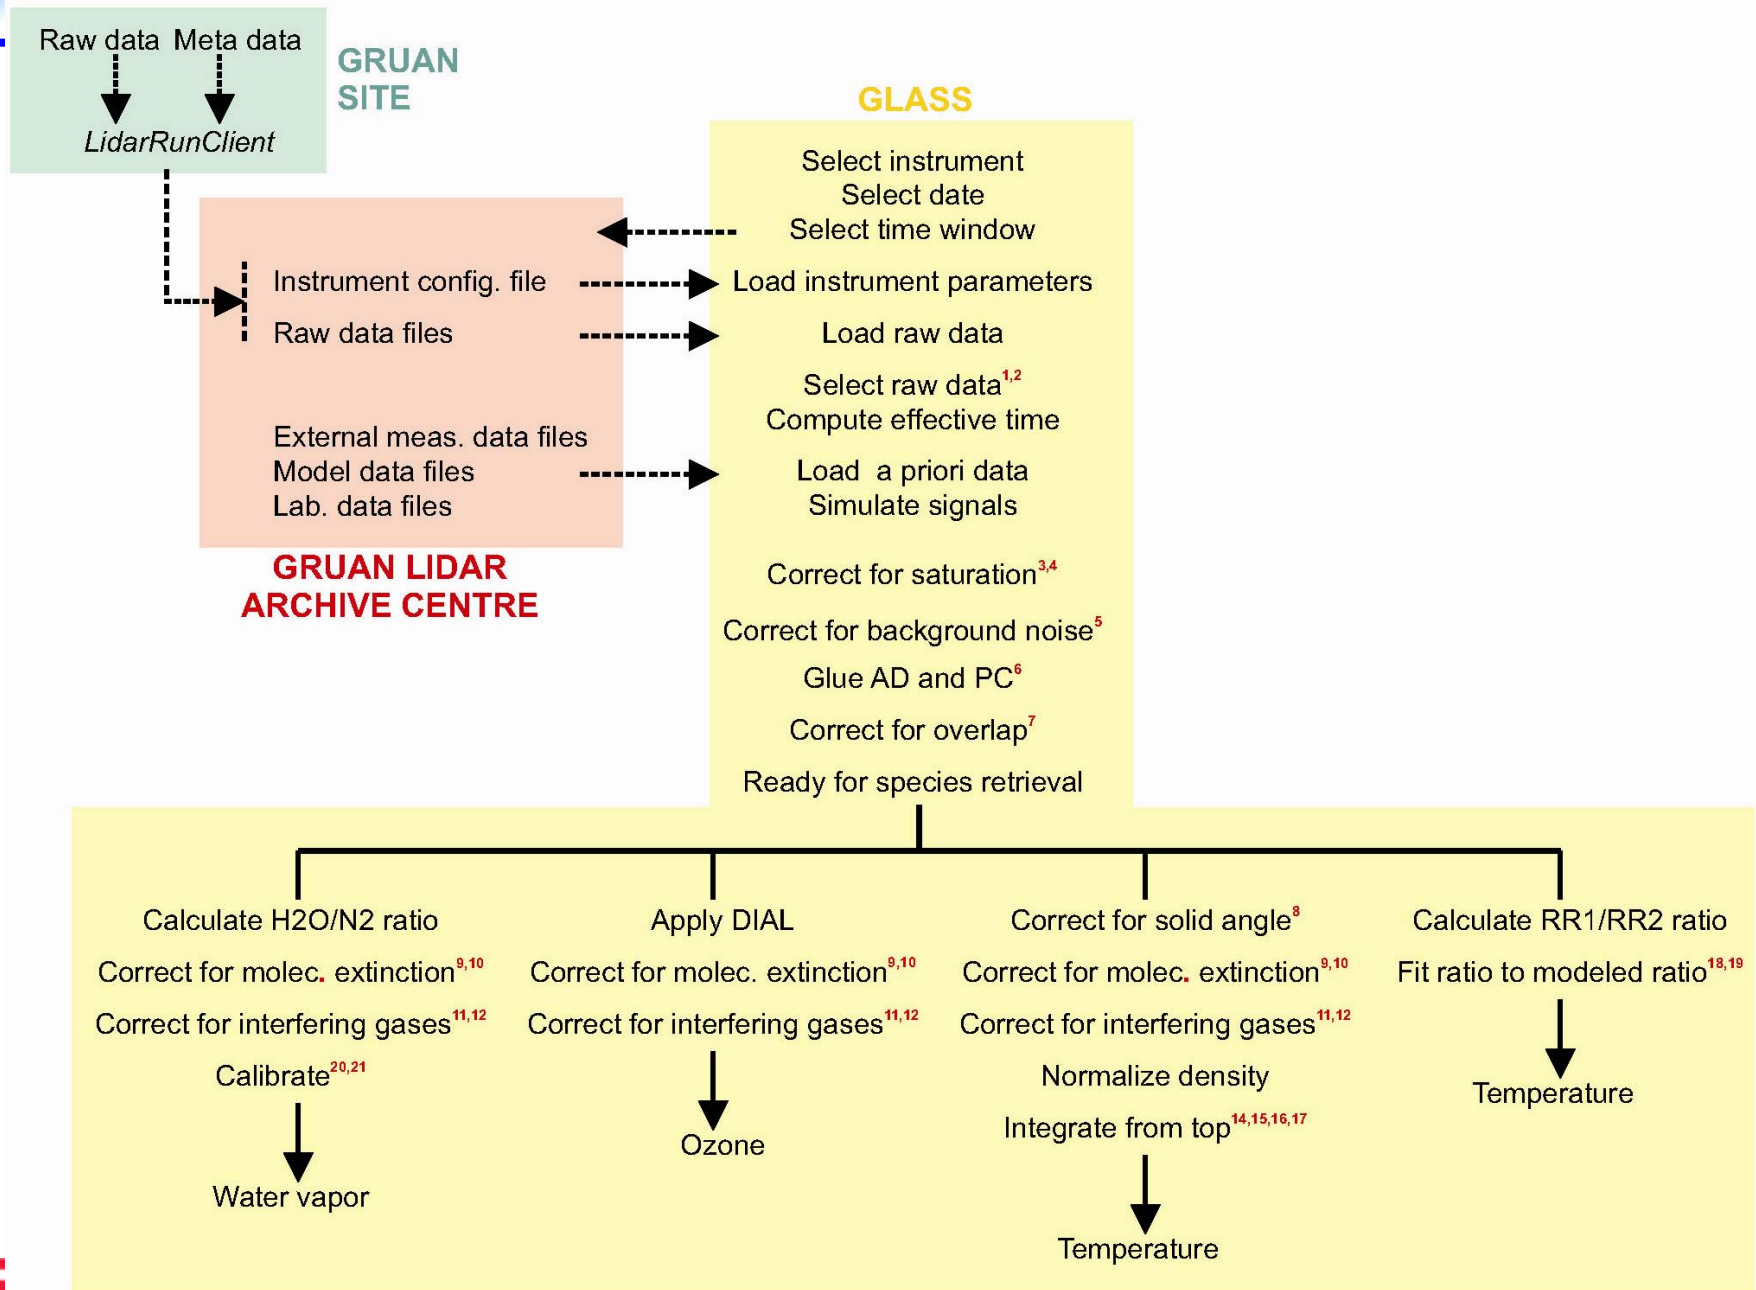 Raw data Meta data
LidarRunClient
GRUAN
SITE
GLASS
Select instrument
Select date
Select time window
Instrument config. file
Load instrument parameters
Raw data files
Load raw data
Select raw data1,2
Compute effective time
External meas. data files
Model data files
Lab. data files
Load a priori data
Simulate signals
GRUAN LIDAR
ARCHIVE CENTRE
Correct for saturation3,4
Correct for background noise5
Glue AD and PC6
Correct for overlap7
Ready for species retrieval
Calculate H2O/N2 ratio
Correct for molec. extinction9,10
Correct for interfering gases11,12
Calibrate20,21
Water vapor
Apply DIAL
Correct for molec. extinction9,10
Correct for interfering gases11,12
Ozone
Correct for solid angle8
Correct for molec. extinction9,10
Correct for interfering gases11,12
Normalize density
Integrate from top14,15,16,17
Temperature
Calculate RR1/RR2 ratio
Fit ratio to modeled ratio18,19
Temperature